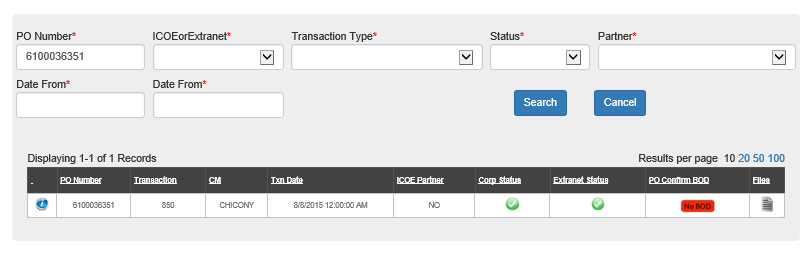 PO Number* ICOEorExtranet* Transaction Type* Status* Partner*
6100036351
Date From* Date From*
Search Cancel
Displaying 1-1 of 1 Records Results per page 10 20 50 100
. PO Number Transaction CM Txn Date ICOE Partner Corp Status Extranet Status PO Confirm BOD Files
6100036351 850 CHICONY 8/8/2015 12:00:00 AM NO No BOD